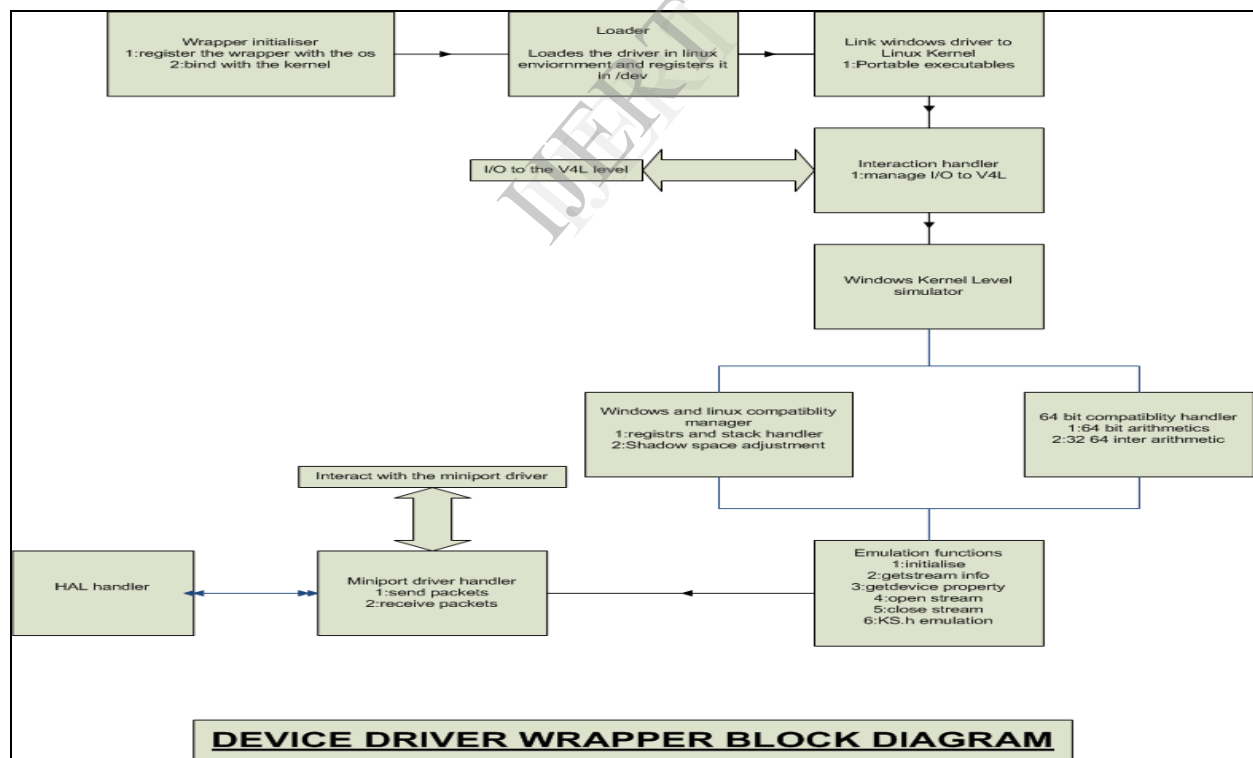 Wrapper initialiser
1:register the wrapper with the os
2:bind with the kernel
Loader
Loades the driver in linux
enviornment and registers it
in /dev
Link windows driver to
Linux Kernel
1:Portable executables
IJERT
I/O to the V4L level
Interaction handler
1:manage I/O to V4L
Windows Kernel Level
simulator
Windows and linux compatiblity
manager
1:registrs and stack handler
2:Shadow space adjustment
64 bit compatiblity handler
1:64 bit arithmetics
2:32 64 inter arithmetic
Interact with the miniport driver
HAL handler
Miniport driver handler
1:send packets
2:receive packets
Emulation functions
1:initialise
2:getstream info
3:getdevice property
4:open stream
5:close stream
6:KS.h emulation
DEVICE DRIVER WRAPPER BLOCK DIAGRAM